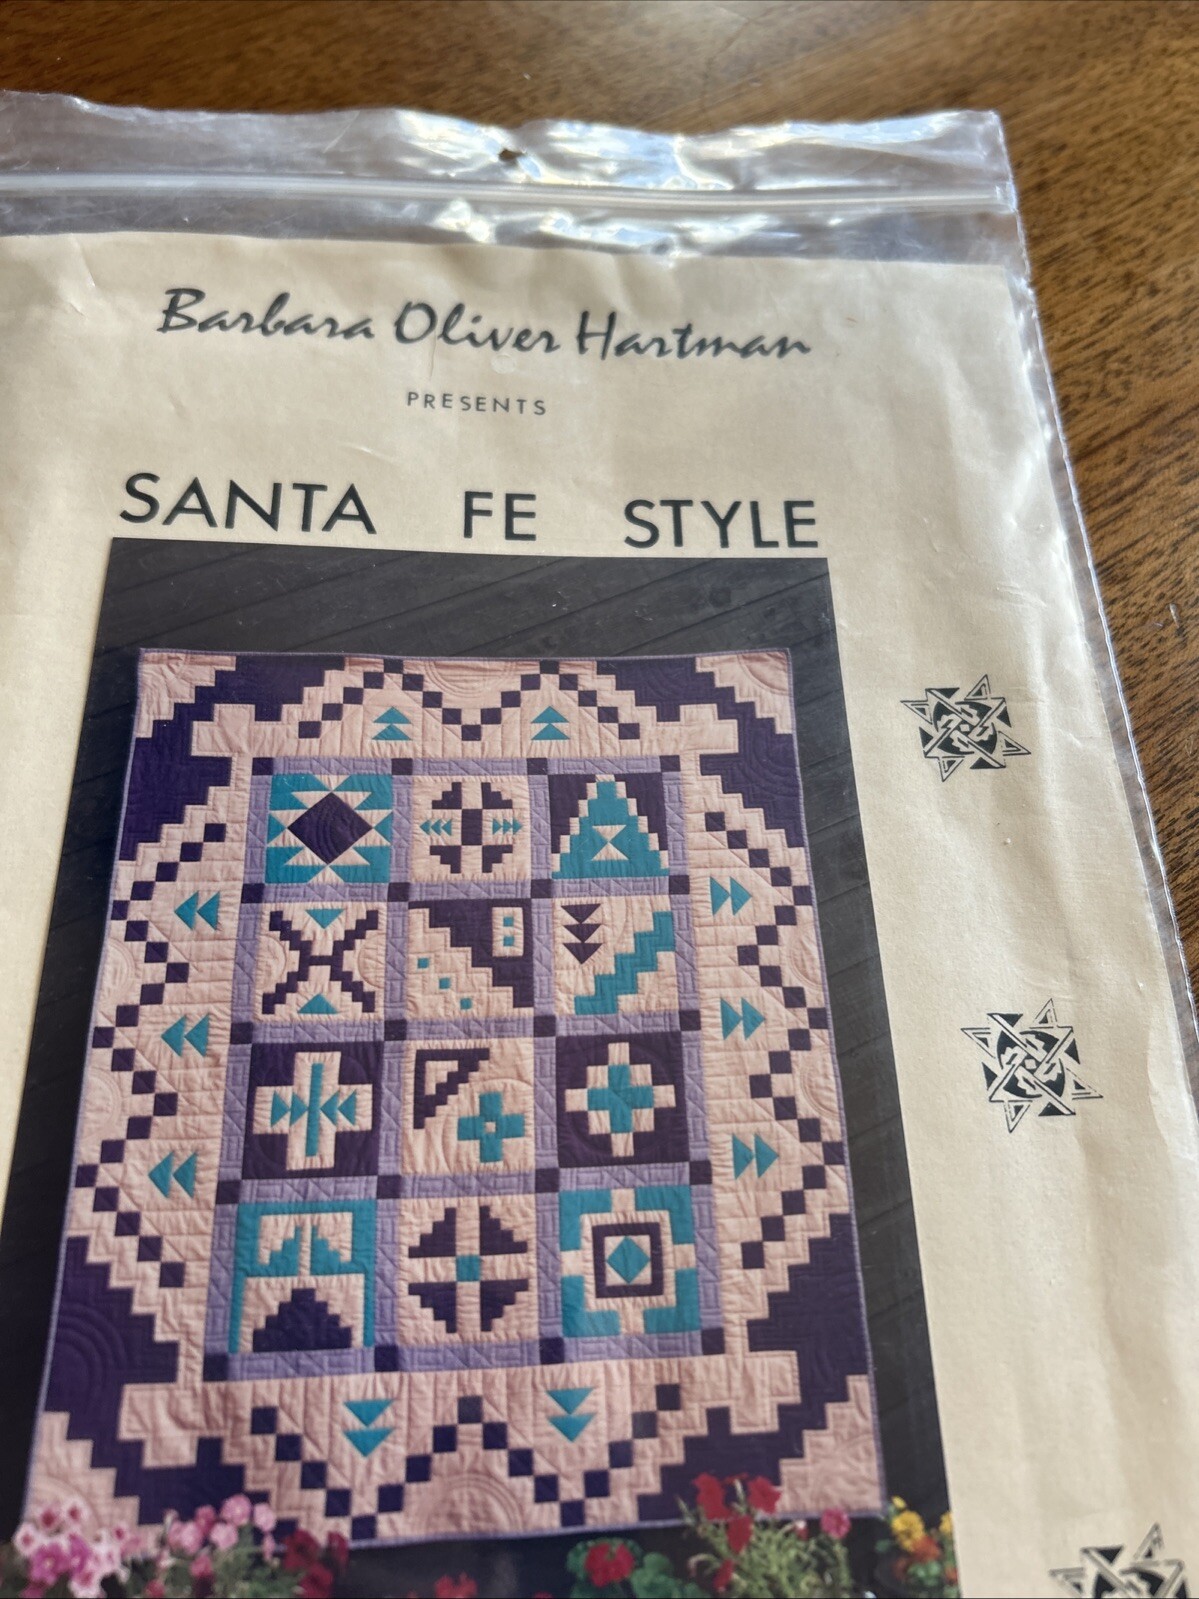 Barbara Oliver Hartman
PRESENTS
SANTA FE STYLE